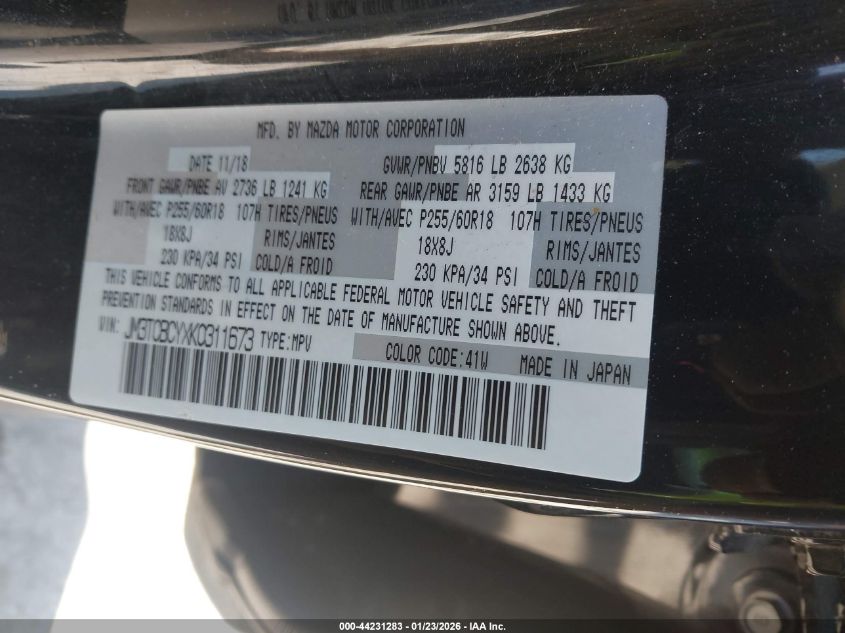 MFD. BY MAZDA MOTOR CORPORATION
DATE 11/18 GVWR/PNBV 5816 LB 2638 KG
FRONT GAWR/PNBE AV 2736 LB 1241 KG REAR GAWR/PNBE AR 3159 LB 1433 KG
WITH/AVEC P255/60R18 107H TIRES/PNEUS WITH/AVEC P255/60R18 107H TIRES/PNEUS
18X8J RIMS/JANTES 18X8J RIMS/JANTES
230 KPA/34 PSI COLD/A FROID 230 KPA/34 PSI COLD/A FROID
THIS VEHICLE CONFORMS TO ALL APPLICABLE FEDERAL MOTOR VEHICLE SAFETY AND THEFT
PREVENTION STANDARDS IN EFFECT ON THE DATE OF MANUFACTURE SHOWN ABOVE.
VIN: JM3TCBCYXK0311673 TYPE:MPV
COLOR CODE:41W MADE IN JAPAN
000-44231283 - 01/23/2026 - IAA Inc.